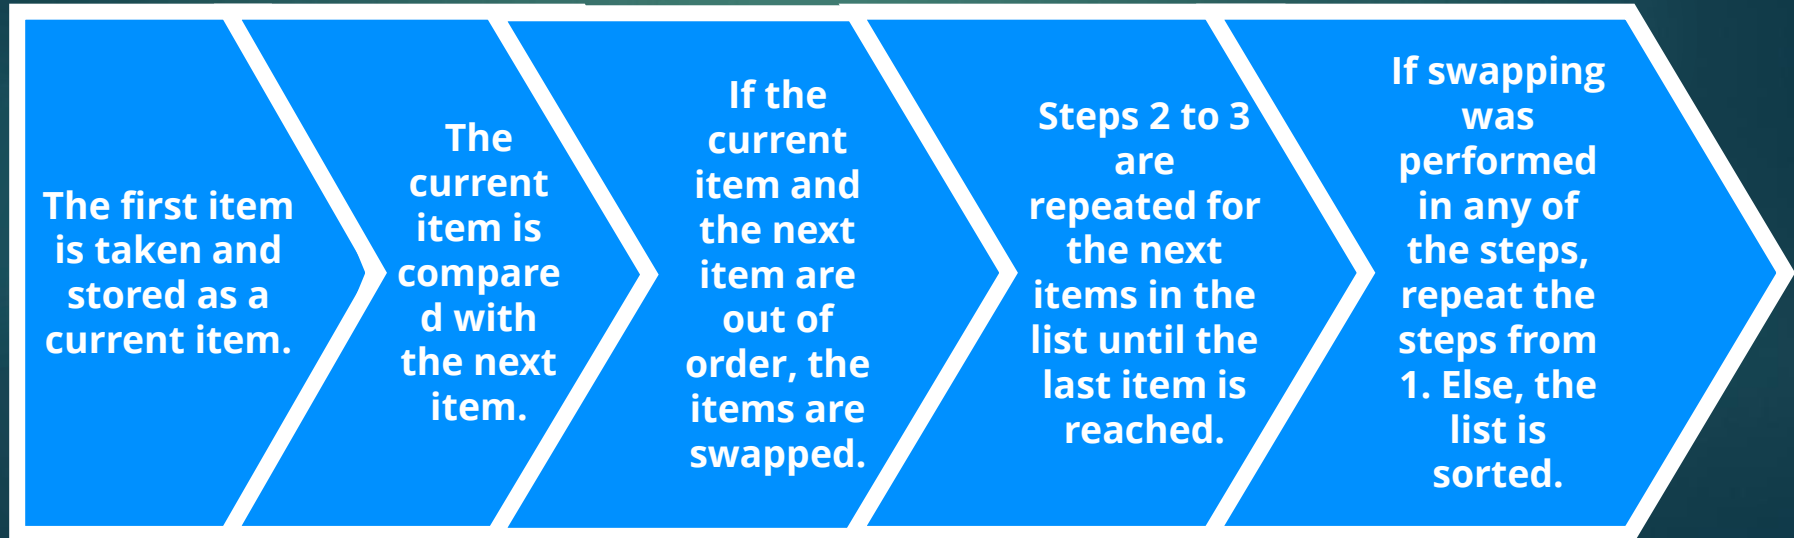 The first item
is taken and
stored as a
current item.
The
current
item is
compare
d with
the next
item.
If the
current
item and
the next
item are
out of
order, the
items are
swapped.
Steps 2 to 3
are
repeated for
the next
items in the
list until the
last item is
reached.
If swapping
was
performed
in any of
the steps,
repeat the
steps from
1. Else, the
list is
sorted.